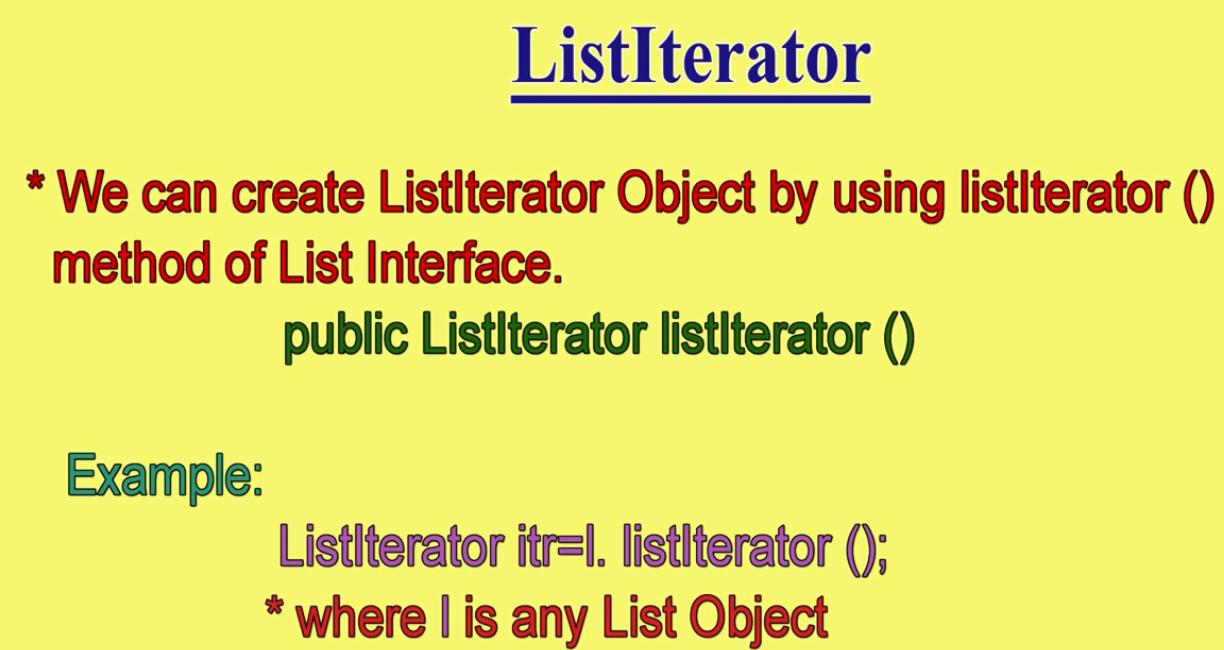 ListIterator
* We can create ListIterator Object by using listIterator ()
method of List Interface.
public ListIterator listIterator ()
Example:
ListIterator itr=l. listIterator ();
* where l is any List Object